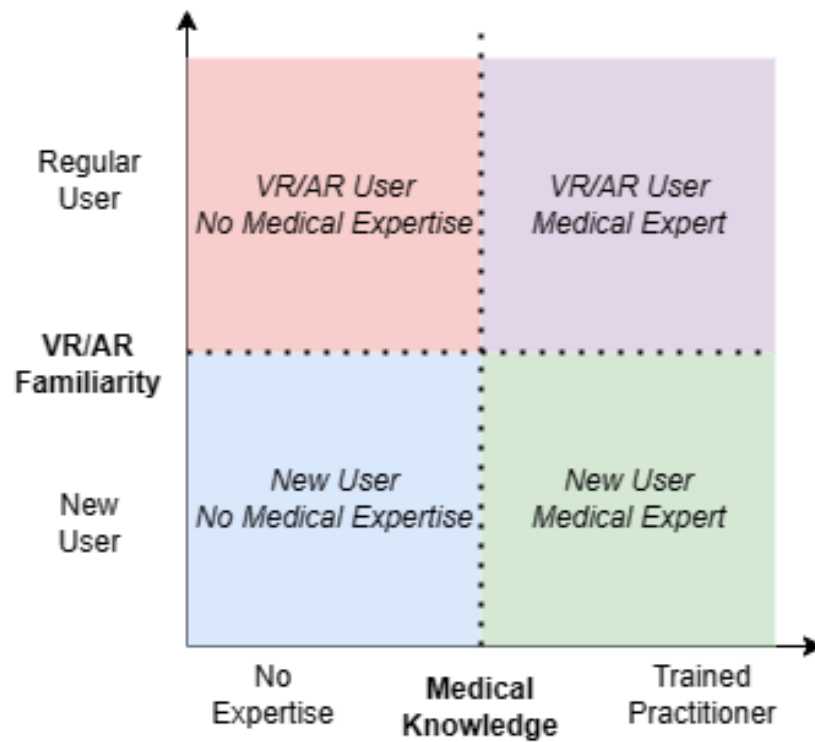 Regular
User
VR/AR User
No Medical Expertise
VR/AR User
Medical Expert
VR/AR
Familiarity
New
User
New User
No Medical Expertise
New User
Medical Expert
No
Expertise
Medical
Knowledge
Trained
Practitioner